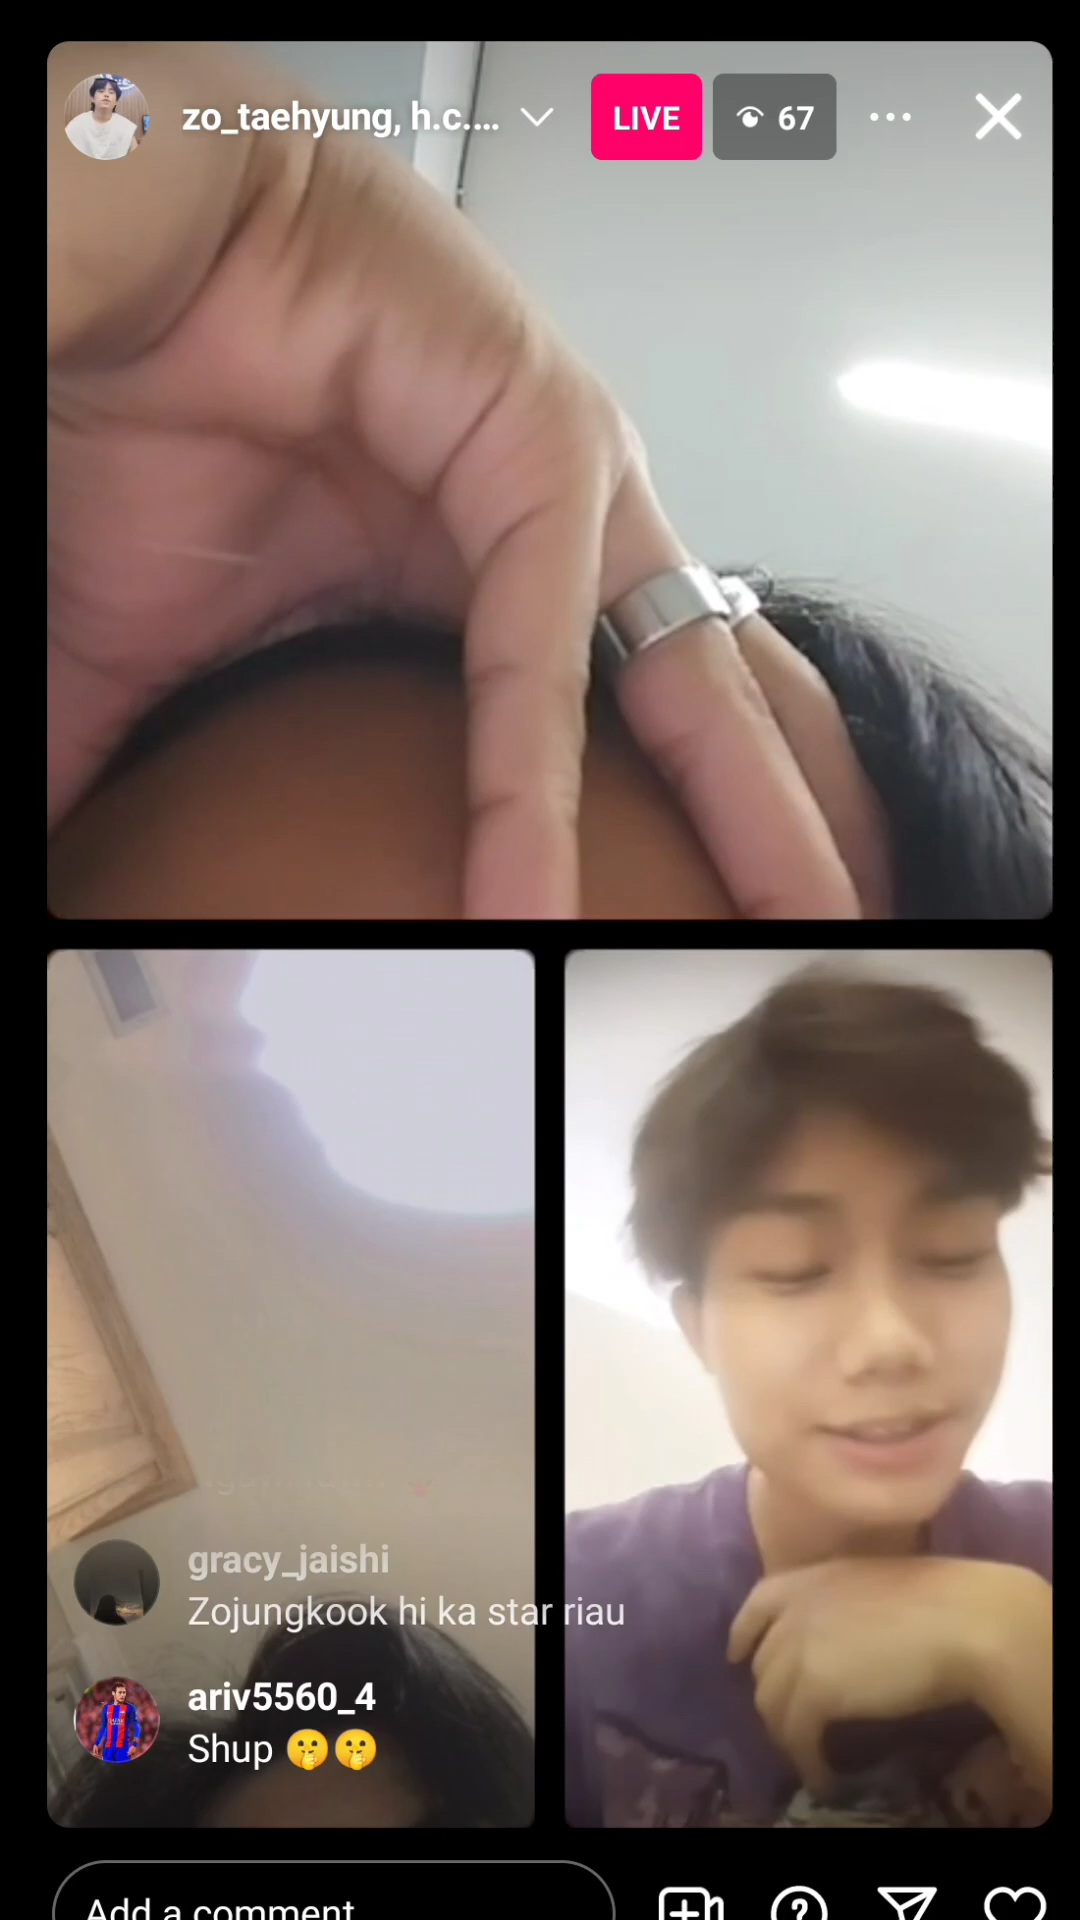 zo_taehyung, h.c....
LIVE
67
gracy_jaishi
Zojungkook hi ka star riau
ariv5560_4
Shup 🤫🤫
Add a comment